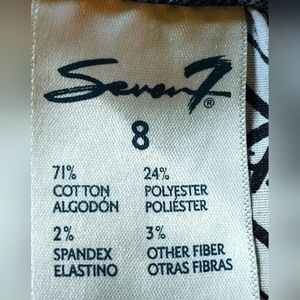 Seven7®
8
71% 24%
COTTON POLYESTER
ALGODÓN POLIÉSTER
2% 3%
SPANDEX OTHER FIBER
ELASTINO OTRAS FIBRAS